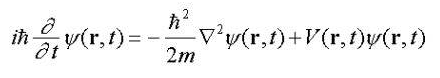 iħ ∂/∂t ψ(r,t) = − ħ²/2m ∇²ψ(r,t) + V(r,t)ψ(r,t)